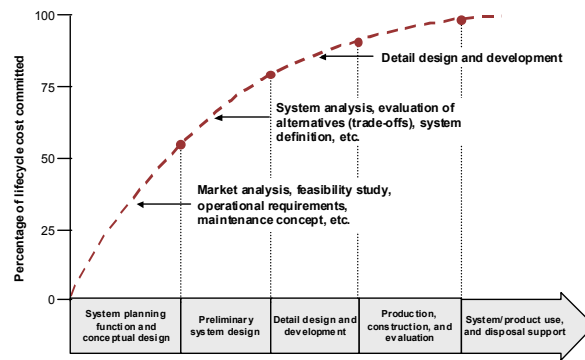 Percentage of lifecycle cost committed
100
75
50
25
0
Detail design and development
System analysis, evaluation of
alternatives (trade-offs), system
definition, etc.
Market analysis, feasibility study,
operational requirements,
maintenance concept, etc.
System planning
function and
conceptual design
Preliminary
system design
Detail design and
development
Production,
construction, and
evaluation
System/product use,
and disposal support